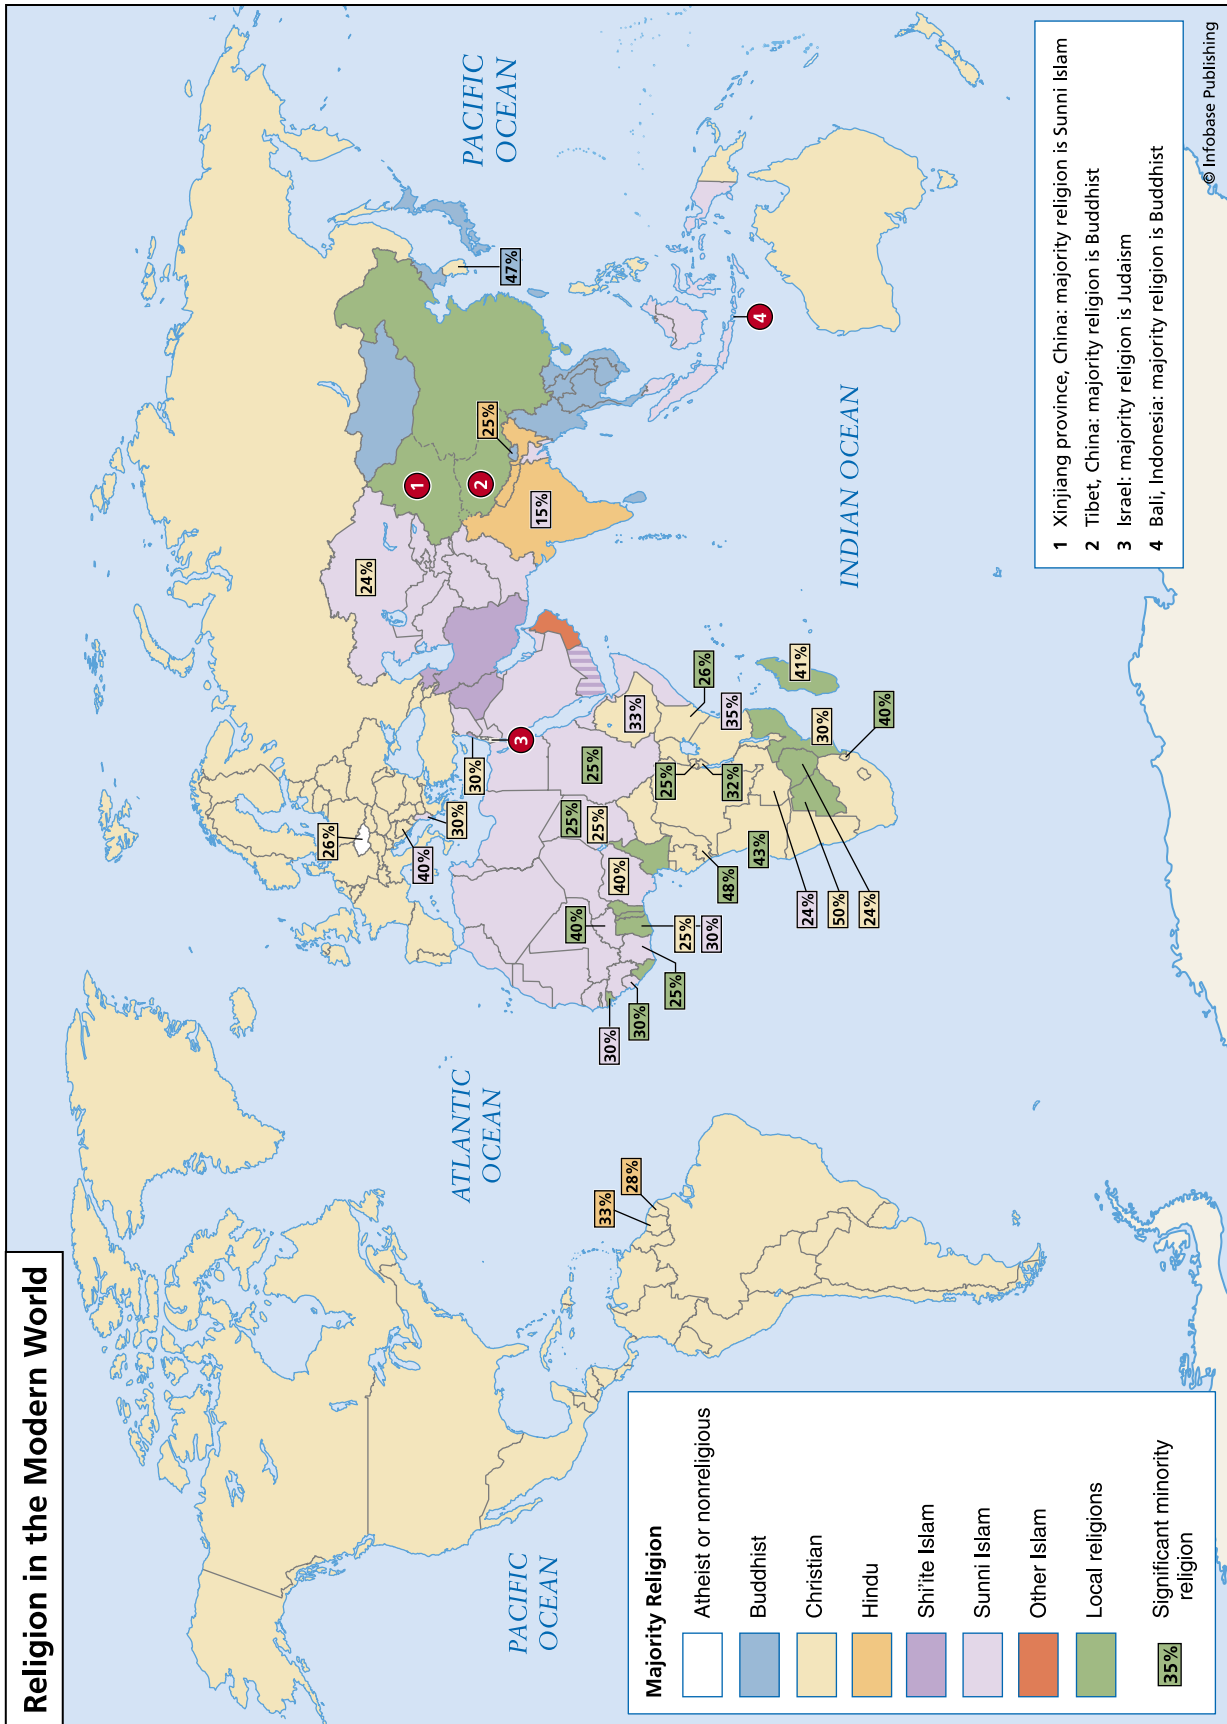 Religion in the Modern World
PACIFIC
OCEAN
ATLANTIC
OCEAN
INDIAN OCEAN
PACIFIC
OCEAN
33%
28%
26%
40%
30%
30%
24%
25%
15%
47%
25%
25%
25%
40%
40%
25%
30%
25%
30%
30%
33%
26%
35%
25%
32%
48%
43%
41%
30%
40%
24%
50%
24%
1
2
3
4
Majority Religion
Atheist or nonreligious
Buddhist
Christian
Hindu
Shi'ite Islam
Sunni Islam
Other Islam
Local religions
35% Significant minority
religion
1 Xinjiang province, China: majority religion is Sunni Islam
2 Tibet, China: majority religion is Buddhist
3 Israel: majority religion is Judaism
4 Bali, Indonesia: majority religion is Buddhist
© Infobase Publishing